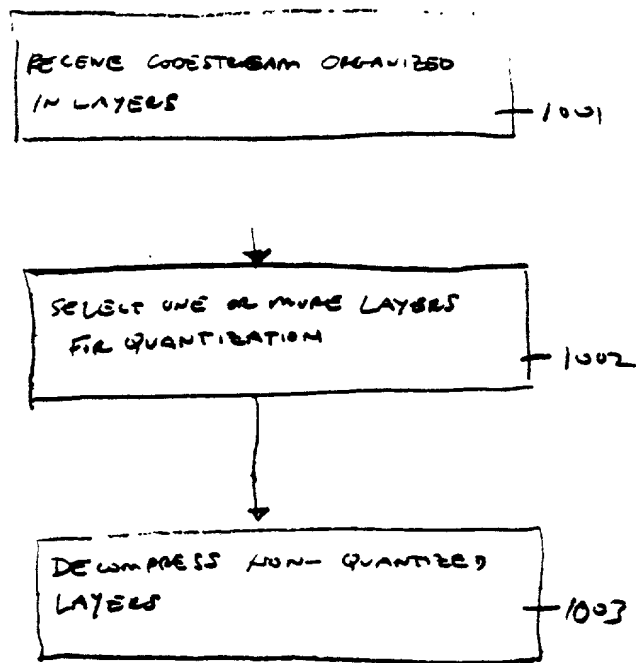 RECEIVE CODESTREAM ORGANIZED
IN LAYERS
1001
SELECT ONE OR MORE LAYERS
FOR QUANTIZATION
1002
DECOMPRESS NON-QUANTIZED
LAYERS
1003